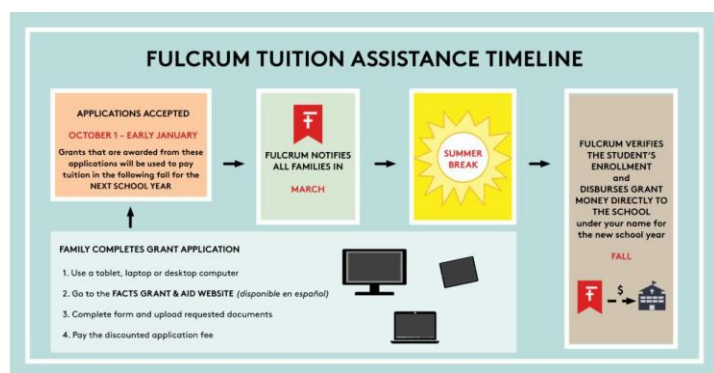 FULCRUM TUITION ASSISTANCE TIMELINE
APPLICATIONS ACCEPTED
OCTOBER 1 - EARLY JANUARY
Grants that are awarded from these
applications will be used to pay
tuition in the following fall for the
NEXT SCHOOL YEAR
FULCRUM NOTIFIES
ALL FAMILIES IN
MARCH
SUMMER
BREAK
FULCRUM VERIFIES
THE STUDENT'S
ENROLLMENT
and
DISBURSES GRANT
MONEY DIRECTLY TO
THE SCHOOL
under your name for
the new school year
FALL
$
FAMILY COMPLETES GRANT APPLICATION
1. Use a tablet, laptop or desktop computer
2. Go to the FACTS GRANT & AID WEBSITE (disponible en español)
3. Complete form and upload requested documents
4. Pay the discounted application fee